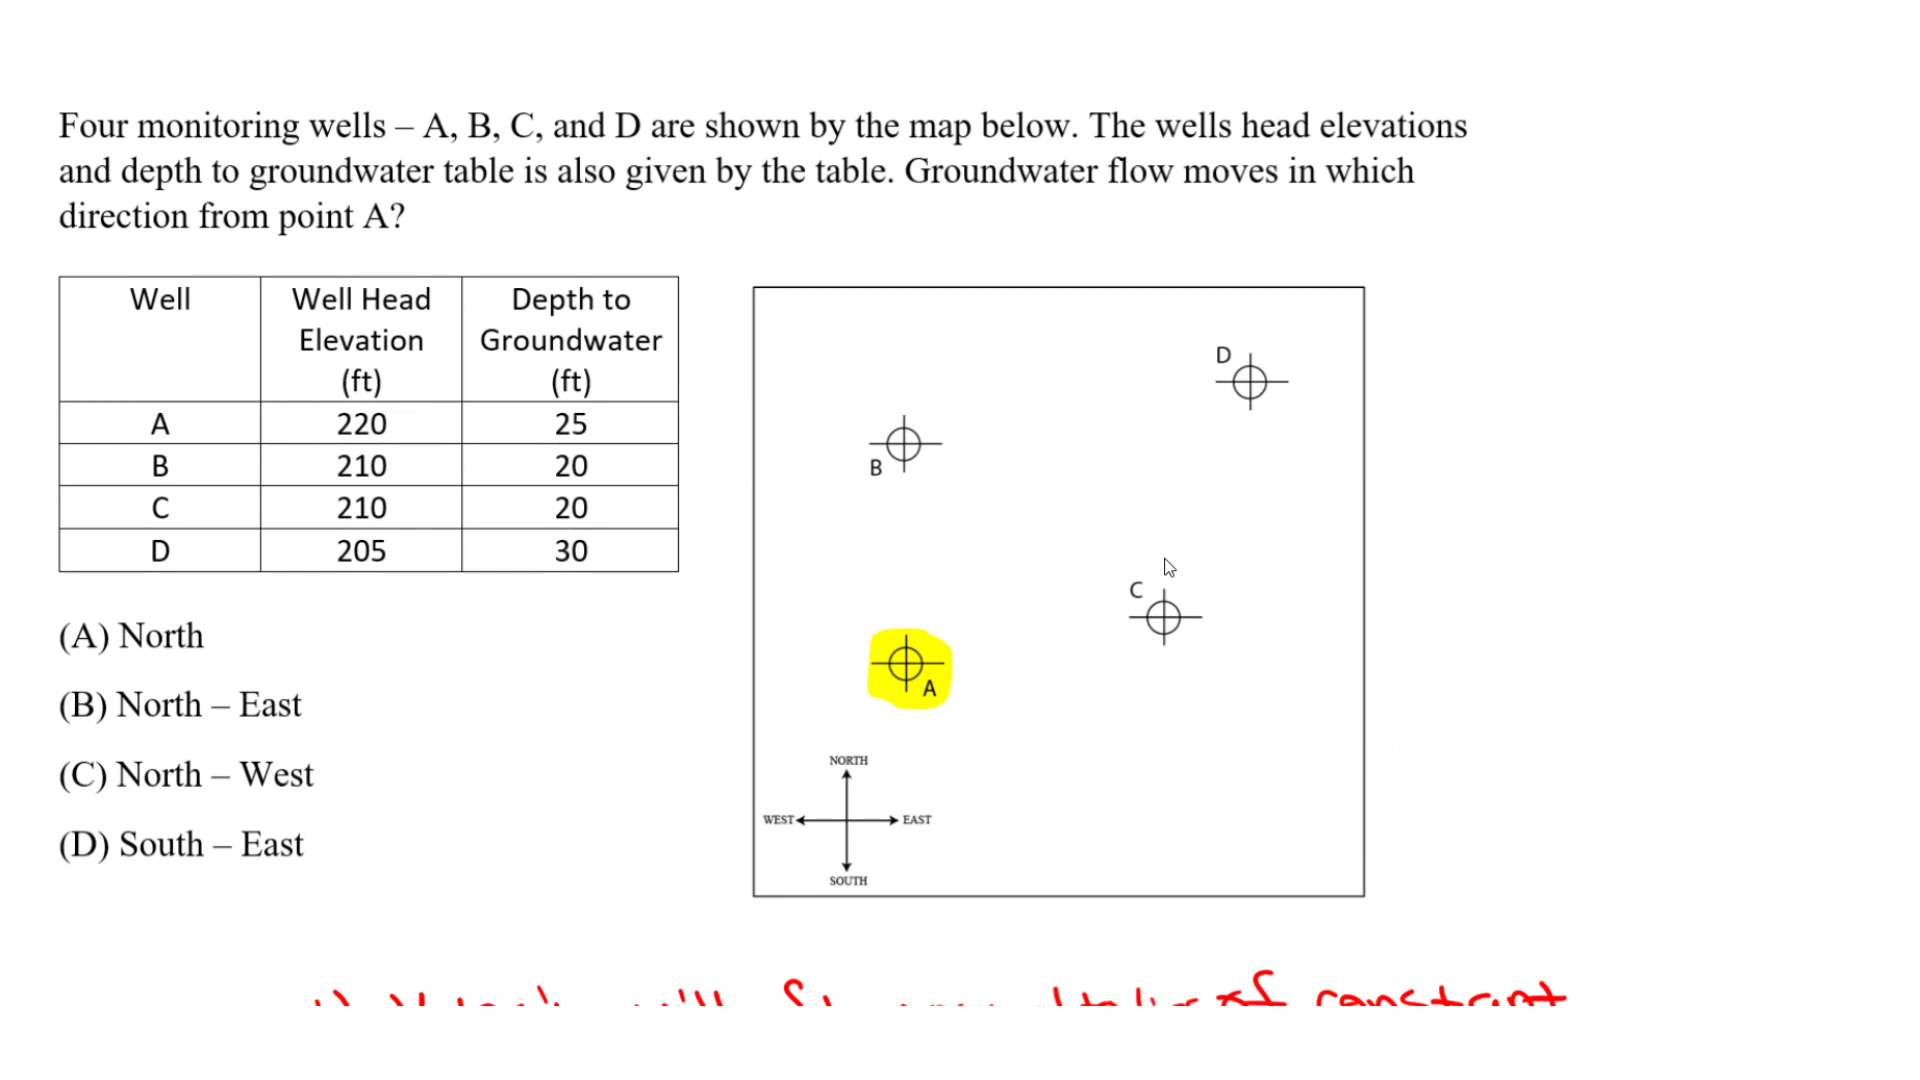 Four monitoring wells – A, B, C, and D are shown by the map below. The wells head elevations
and depth to groundwater table is also given by the table. Groundwater flow moves in which
direction from point A?
Well Well Head Elevation (ft) Depth to Groundwater (ft)
A 220 25
B 210 20
C 210 20
D 205 30
(A) North
(B) North – East
(C) North – West
(D) South – East
D
B
C
A
NORTH
WEST EAST
SOUTH
will of constant